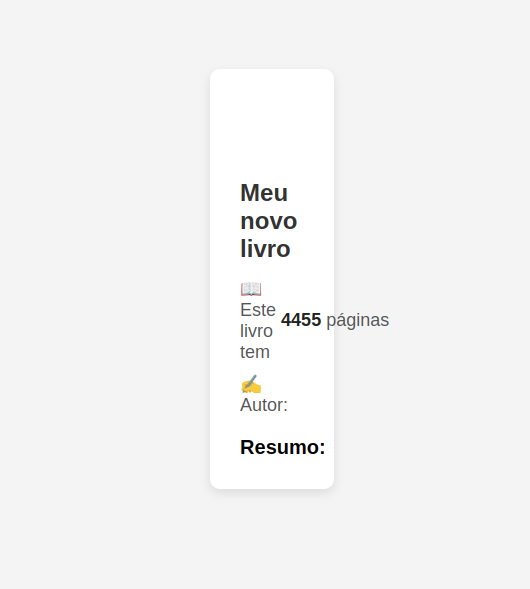 Meu
novo
livro
📖
Este
livro
tem
4455 páginas
✍️
Autor:
Resumo: